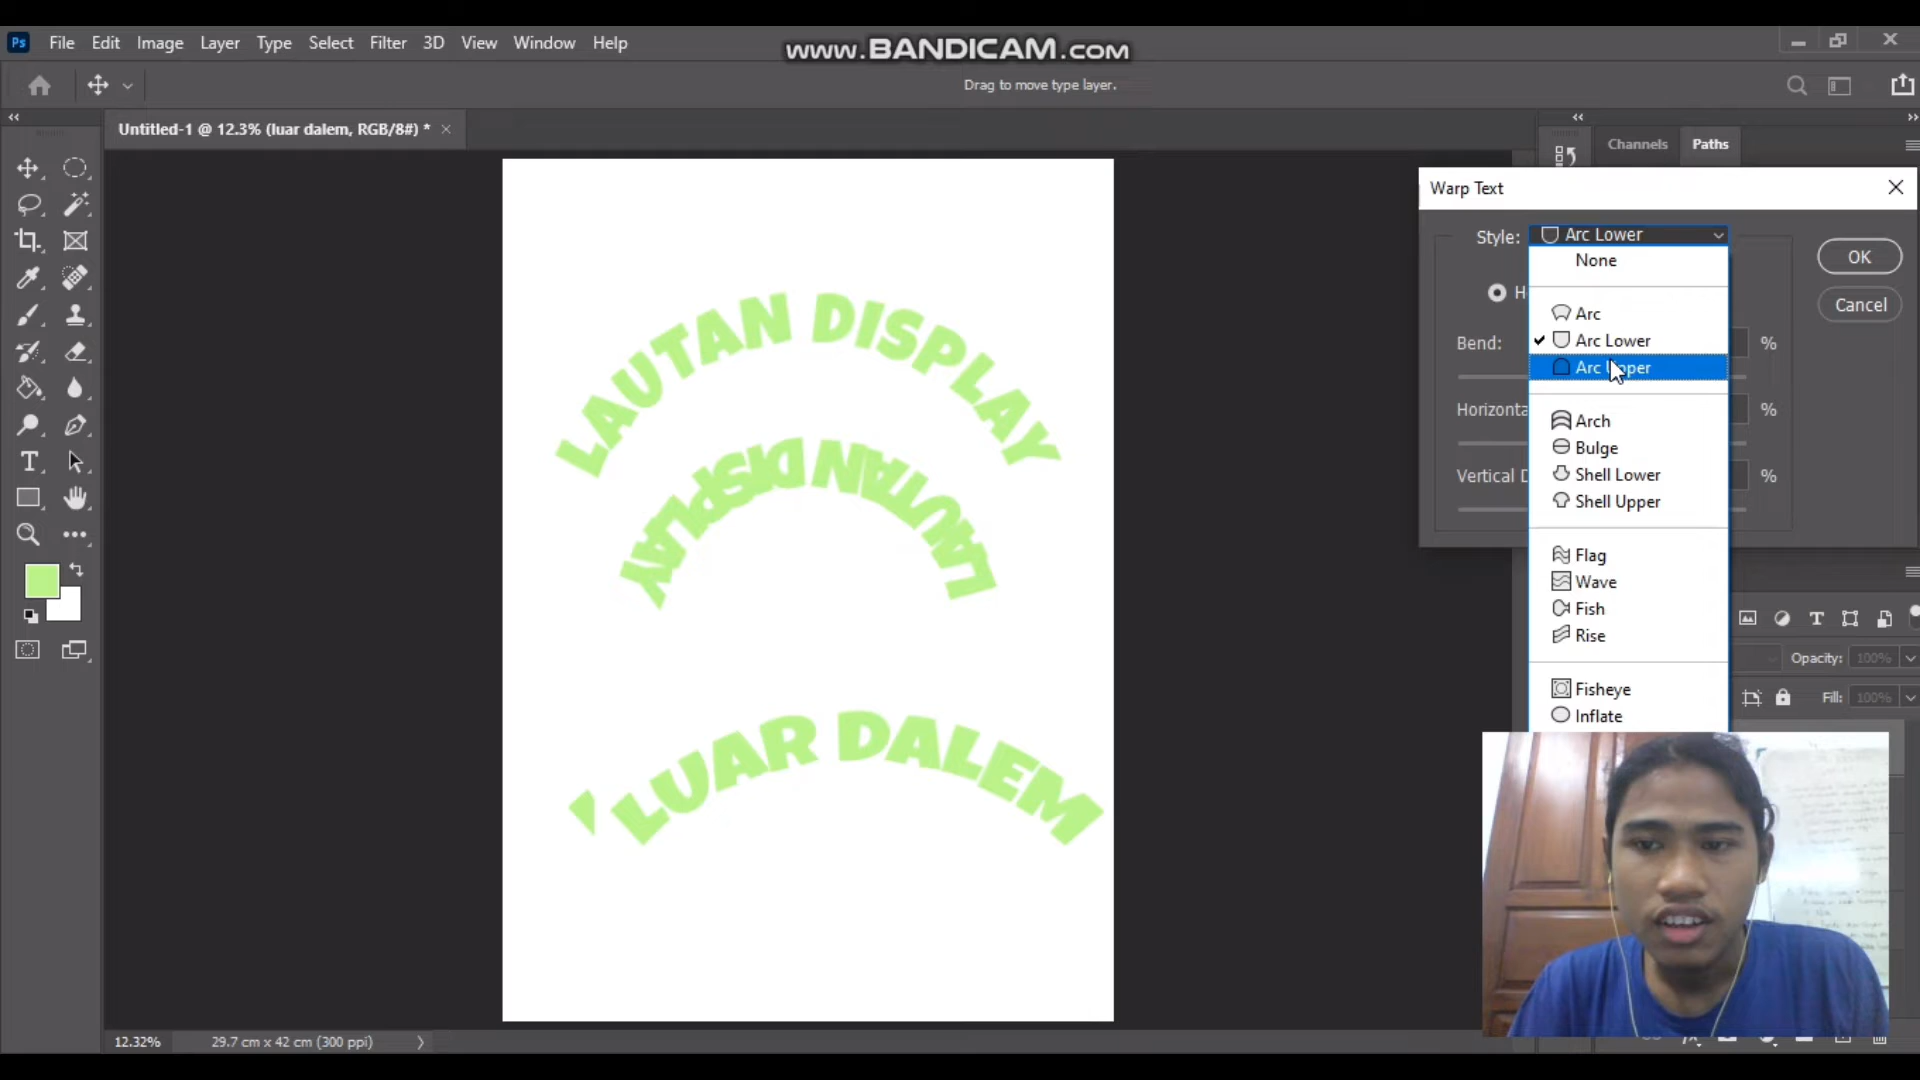 Ps File Edit Image Layer Type Select Filter 3D View Window Help
www.BANDICAM.com
Drag to move type layer.
Untitled-1 @ 12.3% (luar dalem, RGB/8#) *
Channels Paths
Warp Text
Style: Arc Lower
None
OK
Arc
Cancel
Arc Lower
Bend: %
Arc Upper
Horizonta %
Arch
Bulge
Shell Lower
Vertical D %
Shell Upper
Flag
Wave
Fish
Rise
Fisheye
Inflate
Opacity: 100%
Fill: 100%
LAUTAN DISPLAY
LAUTAN DISPLAY
LUAR DALEM
12.32% 29.7 cm x 42 cm (300 ppi)